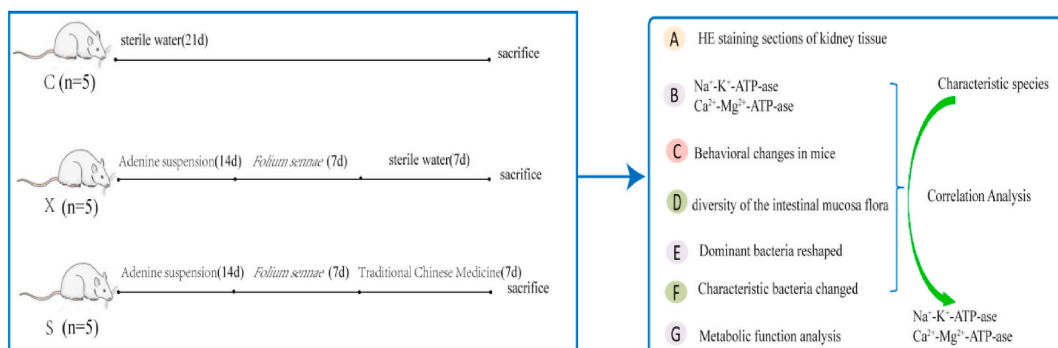 sterile water(21d)
sacrifice
C (n=5)
Adenine suspension(14d) Folium sennae (7d) sterile water(7d)
sacrifice
X (n=5)
Adenine suspension(14d) Folium sennae (7d) Traditional Chinese Medicine(7d)
sacrifice
S (n=5)
A HE staining sections of kidney tissue
B Na⁺-K⁺-ATP-ase
Ca²⁺-Mg²⁺-ATP-ase
C Behavioral changes in mice
D diversity of the intestinal mucosa flora
E Dominant bacteria reshaped
F Characteristic bacteria changed
G Metabolic function analysis
Characteristic species
Correlation Analysis
Na⁺-K⁺-ATP-ase
Ca²⁺-Mg²⁺-ATP-ase